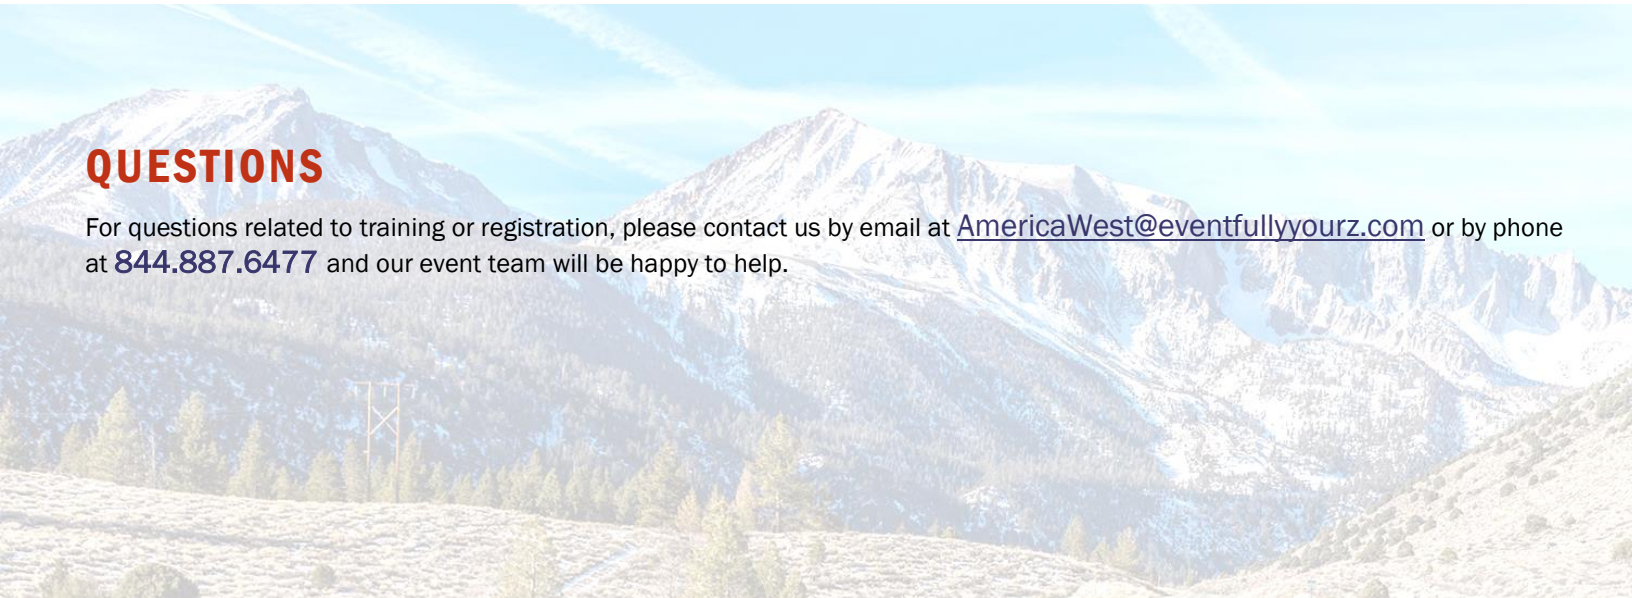 QUESTIONS
For questions related to training or registration, please contact us by email at AmericaWest@eventfullyyourz.com or by phone
at 844.887.6477 and our event team will be happy to help.